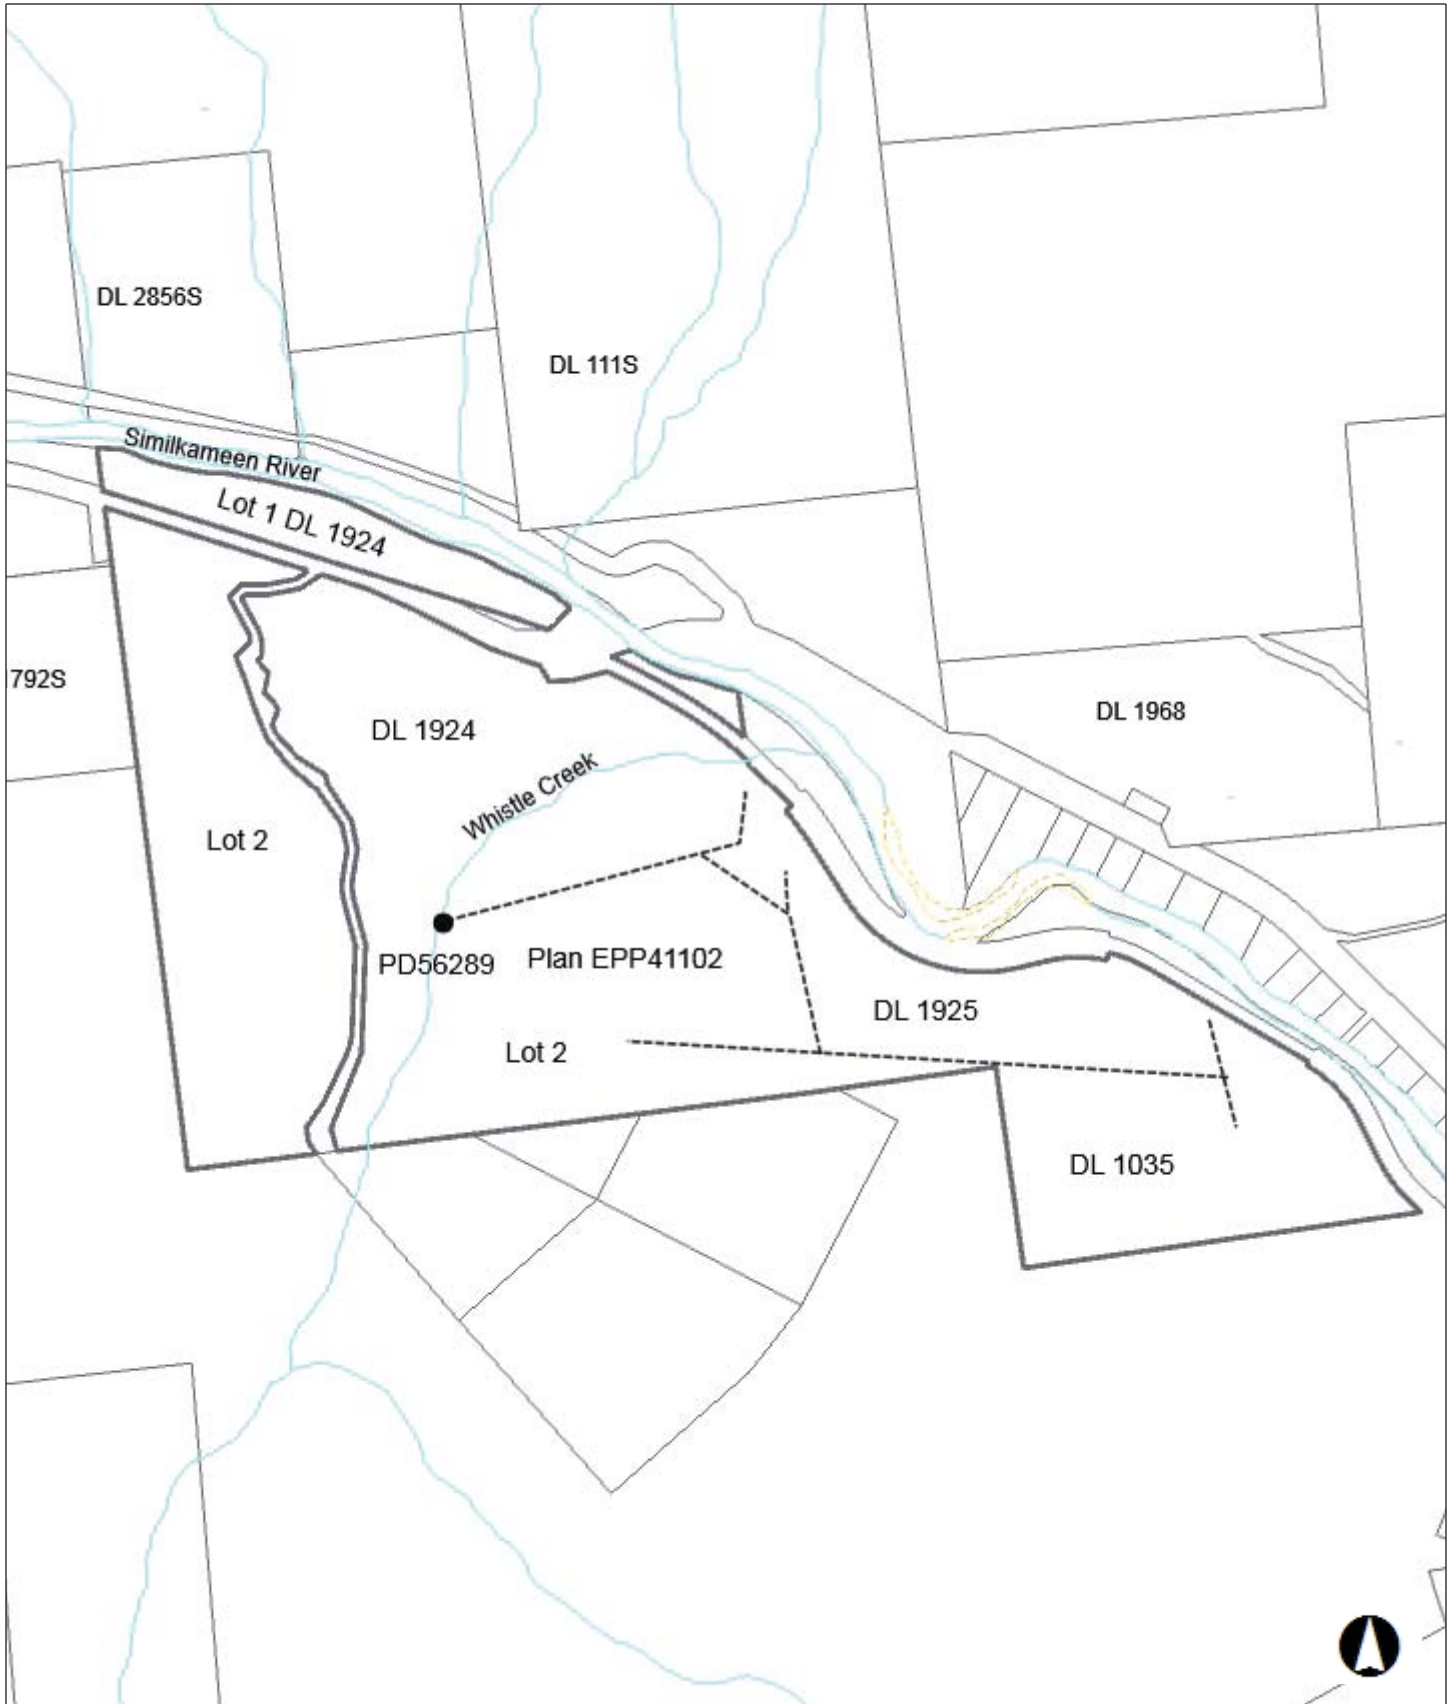 DL 2856S
DL 111S
Similkameen River
Lot 1 DL 1924
792S
DL 1968
DL 1924
Whistle Creek
Lot 2
PD56289
Plan EPP41102
DL 1925
Lot 2
DL 1035